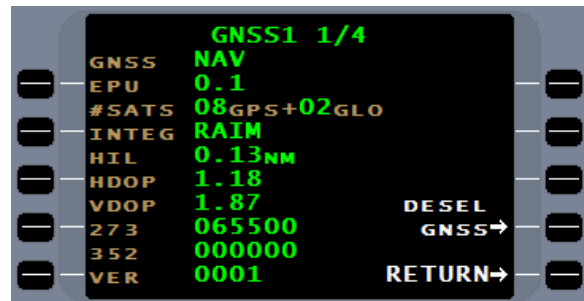 GNSS1 1/4
GNSS NAV
EPU 0.1
#SATS 08GPS+02GLO
INTEG RAIM
HIL 0.13NM
HDOP 1.18
VDOP 1.87 DESEL
273 065500 GNSS→
352 000000
VER 0001 RETURN→